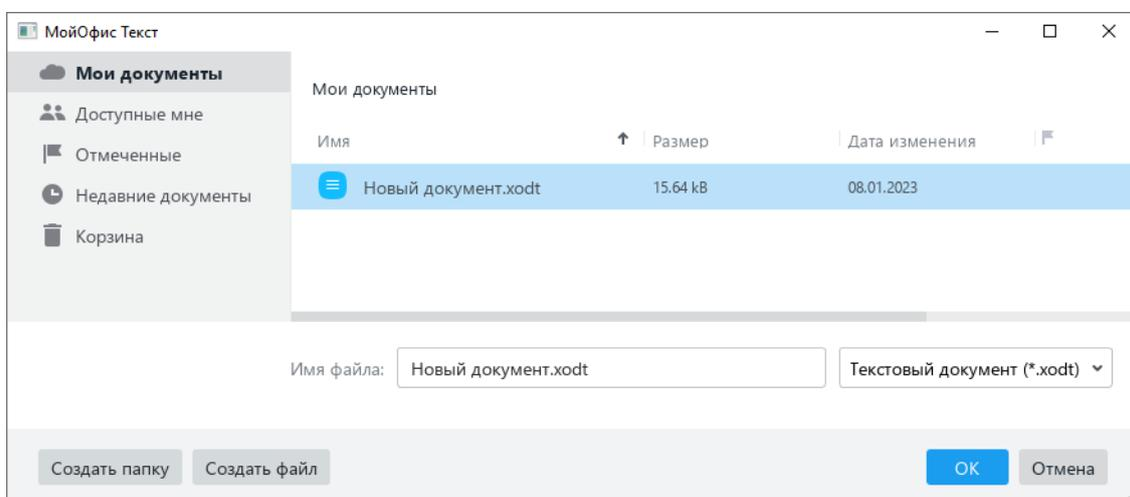 МойОфис Текст
Мои документы
Доступные мне
Отмеченные
Недавние документы
Корзина
Мои документы
Имя Размер Дата изменения
Новый документ.xodt 15.64 kB 08.01.2023
Имя файла: Новый документ.xodt Текстовый документ (*.xodt)
Создать папку Создать файл OK Отмена